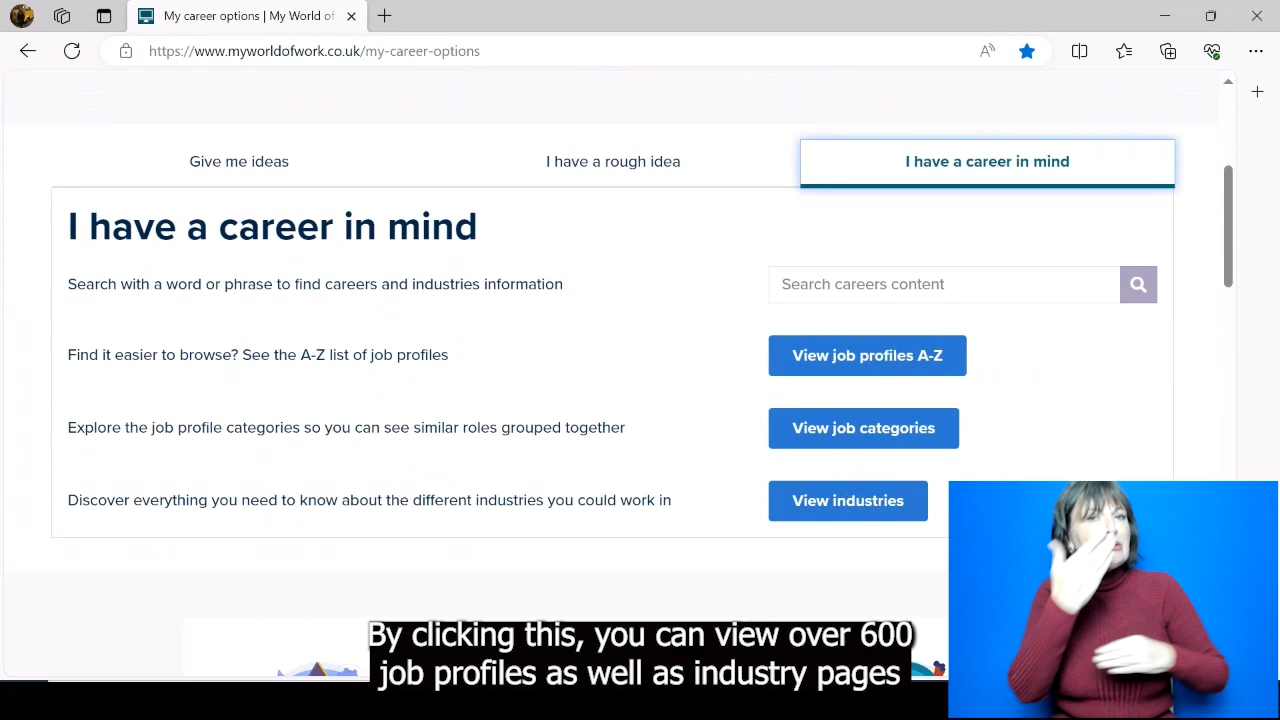 My career options | My World of
https://www.myworldofwork.co.uk/my-career-options
Give me ideas
I have a rough idea
I have a career in mind
I have a career in mind
Search with a word or phrase to find careers and industries information
Search careers content
Find it easier to browse? See the A-Z list of job profiles
View job profiles A-Z
Explore the job profile categories so you can see similar roles grouped together
View job categories
Discover everything you need to know about the different industries you could work in
View industries
By clicking this, you can view over 600
job profiles as well as industry pages